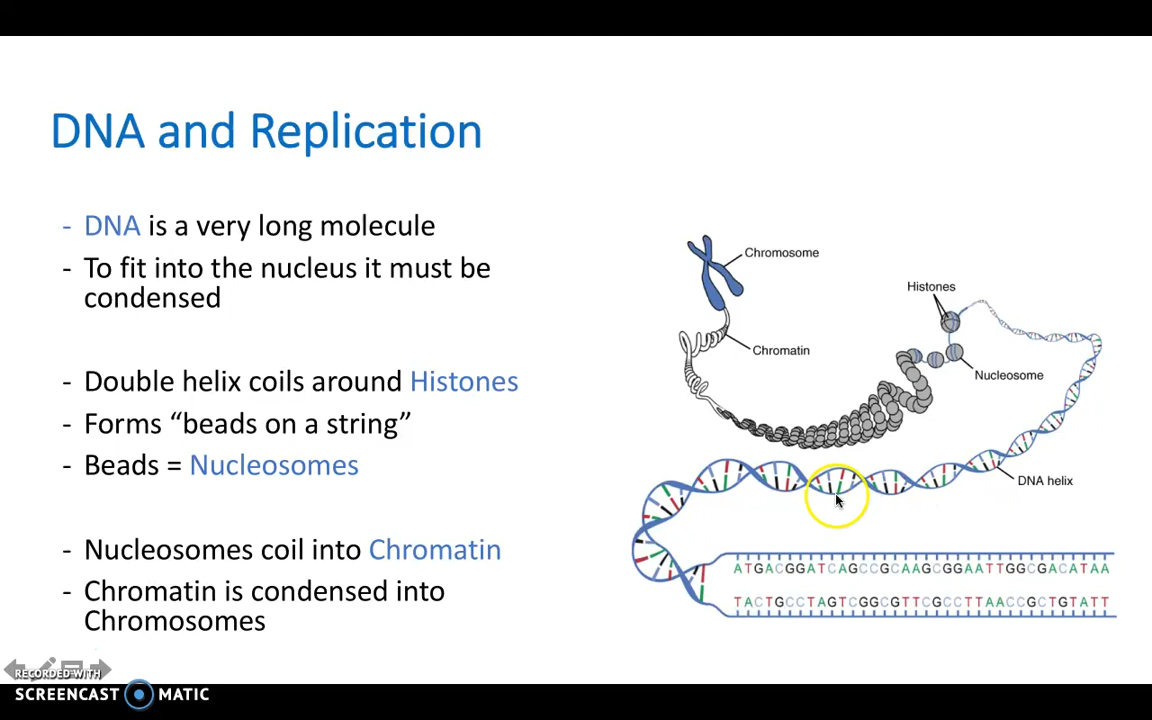 DNA and Replication
- DNA is a very long molecule
- To fit into the nucleus it must be
condensed
- Double helix coils around Histones
- Forms “beads on a string”
- Beads = Nucleosomes
- Nucleosomes coil into Chromatin
- Chromatin is condensed into
Chromosomes
Chromosome
Histones
Chromatin
Nucleosome
DNA helix
ATGACGGATCAGCCGCAAGCGGAATTGGCGACATAA
TACTGCCTAGTCGGCGTTCGCCTTAACCGCTGTATT
RECORDED WITH
SCREENCAST MATIC